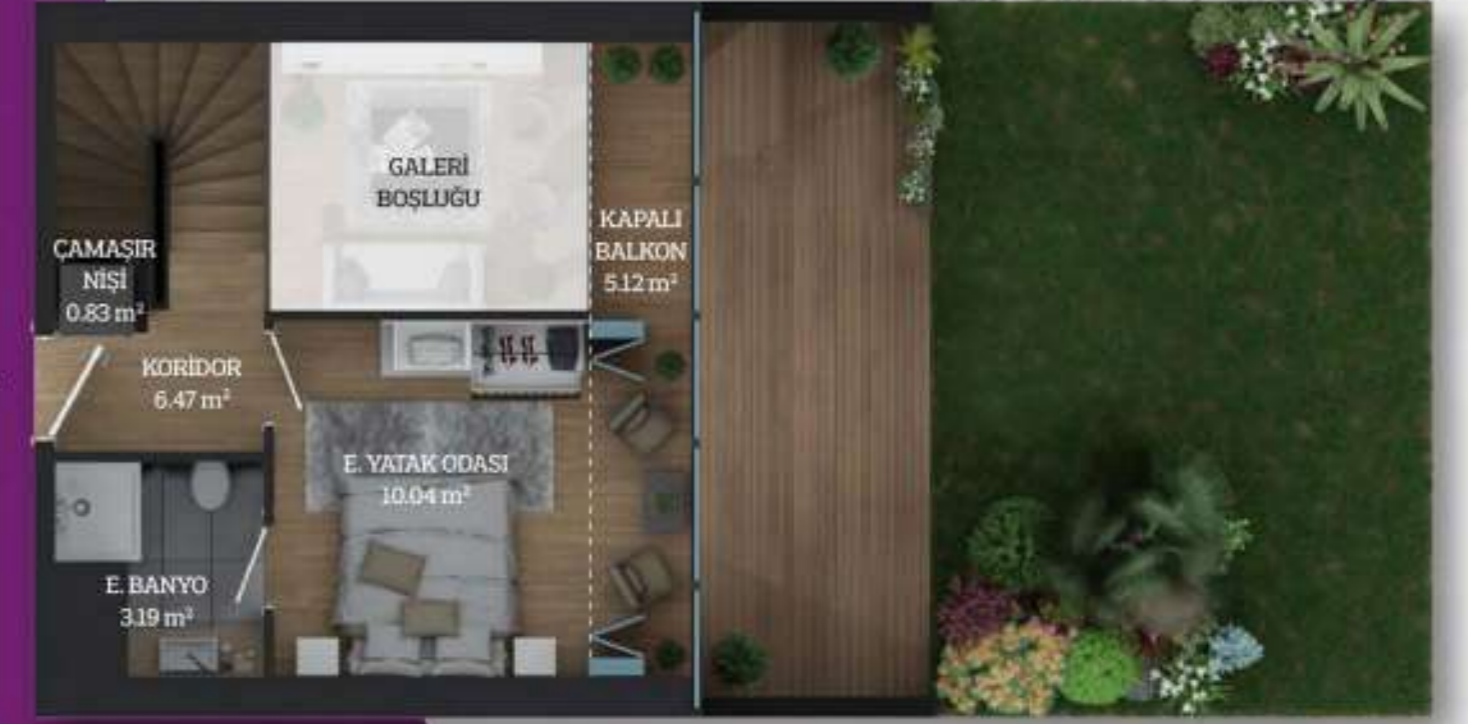 GALERİ
BOŞLUĞU
KAPALI
BALKON
5.12 m²
ÇAMAŞIR
NİŞİ
0.83 m²
KORİDOR
6.47 m²
E. YATAK ODASI
10.04 m²
E. BANYO
3.19 m²